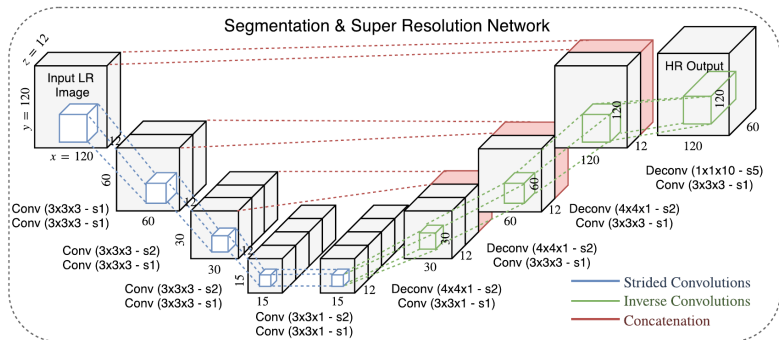 Segmentation & Super Resolution Network
z = 12
Input LR
Image
y = 120
x = 120
12
Conv (3x3x3 - s1)
Conv (3x3x3 - s1)
60
60
12
Conv (3x3x3 - s2)
Conv (3x3x3 - s1)
30
30
12
Conv (3x3x3 - s2)
Conv (3x3x3 - s1)
15
15
Conv (3x3x1 - s2)
Conv (3x3x1 - s1)
15
12
Deconv (4x4x1 - s2)
Conv (3x3x1 - s1)
30
30
12
Deconv (4x4x1 - s2)
Conv (3x3x3 - s1)
60
60
12
Deconv (4x4x1 - s2)
Conv (3x3x3 - s1)
120
120
12
HR Output
120
120
60
Deconv (1x1x10 - s5)
Conv (3x3x3 - s1)
Strided Convolutions
Inverse Convolutions
Concatenation